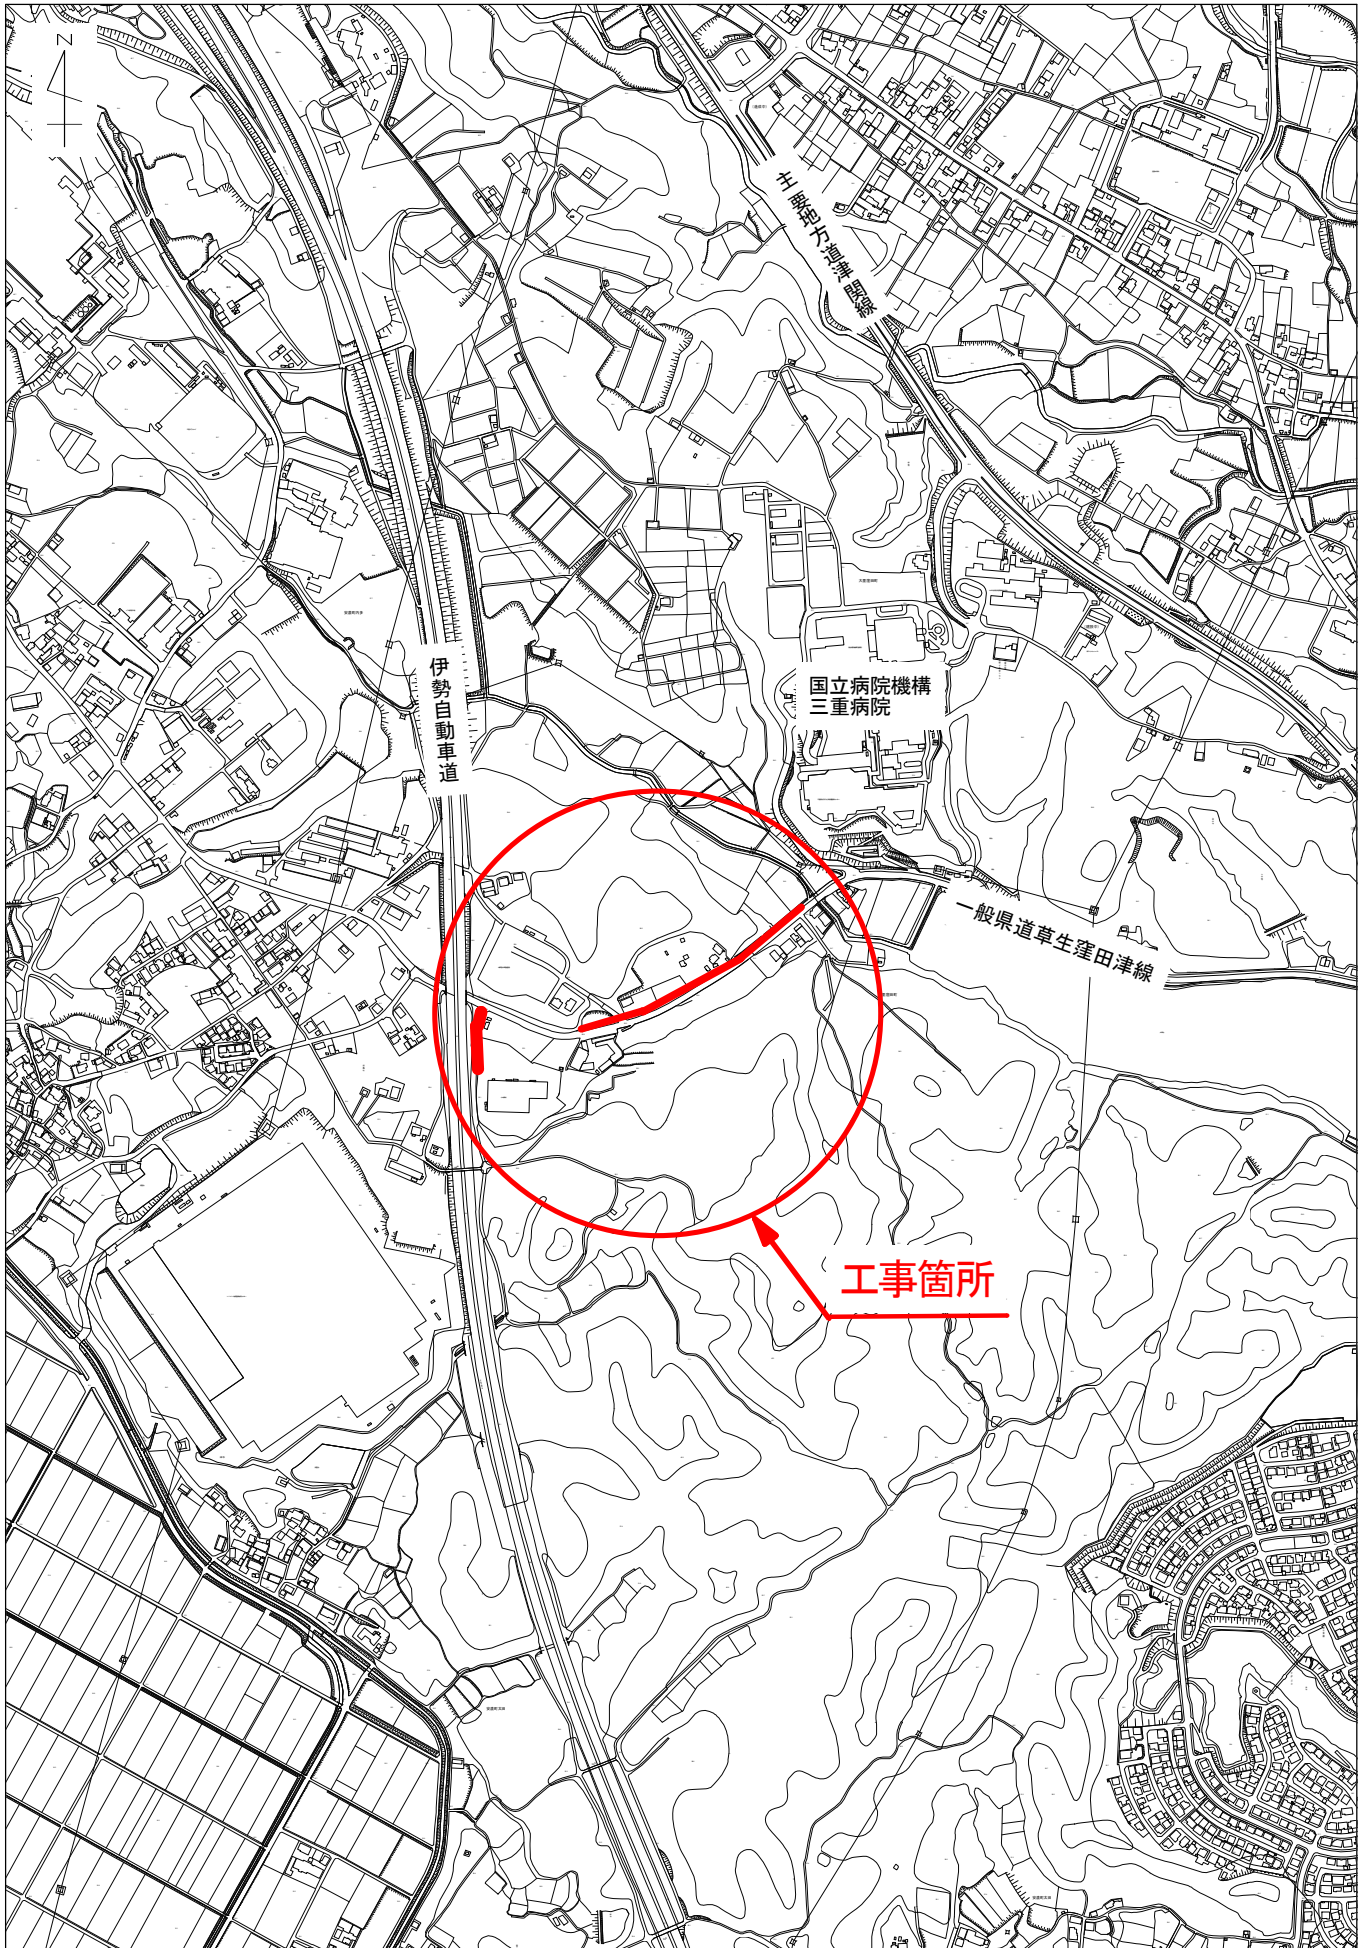 N
主要地方道津関線
国立病院機構
三重病院
伊勢自動車道
一般県道草生窪田津線
工事箇所